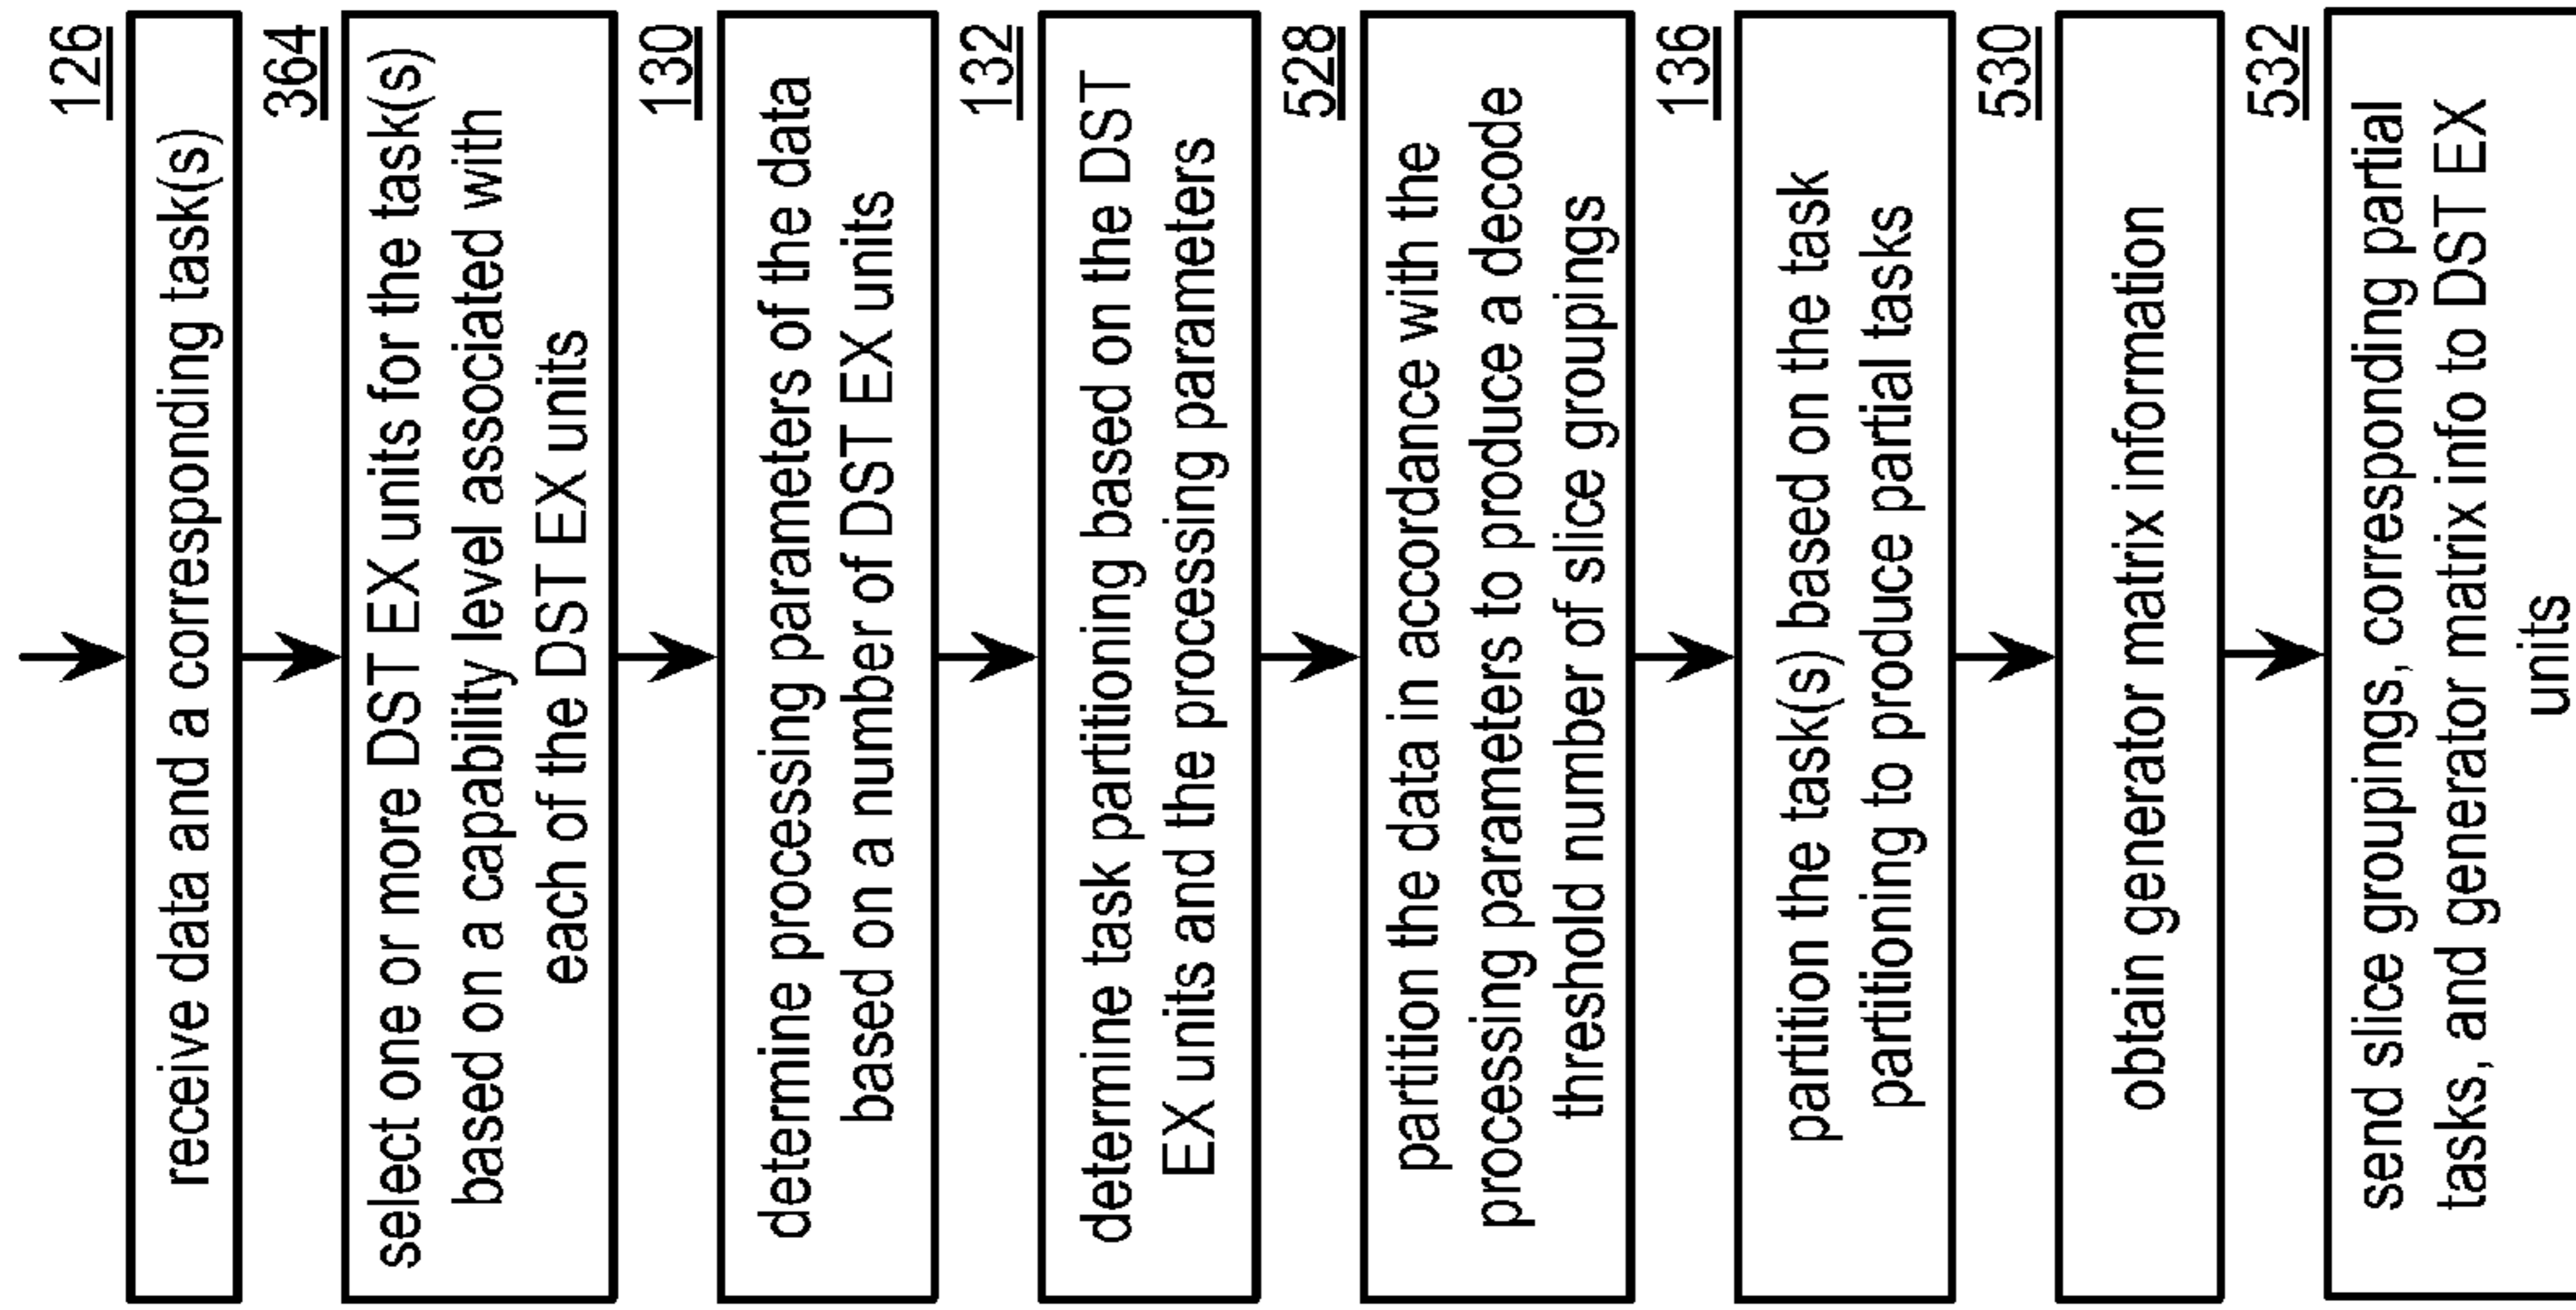 126
receive data and a corresponding task(s)
364
select one or more DST EX units for the task(s)
based on a capability level associated with
each of the DST EX units
130
determine processing parameters of the data
based on a number of DST EX units
132
determine task partitioning based on the DST
EX units and the processing parameters
528
partition the data in accordance with the
processing parameters to produce a decode
threshold number of slice groupings
136
partition the task(s) based on the task
partitioning to produce partial tasks
530
obtain generator matrix information
532
send slice groupings, corresponding partial
tasks, and generator matrix info to DST EX
units